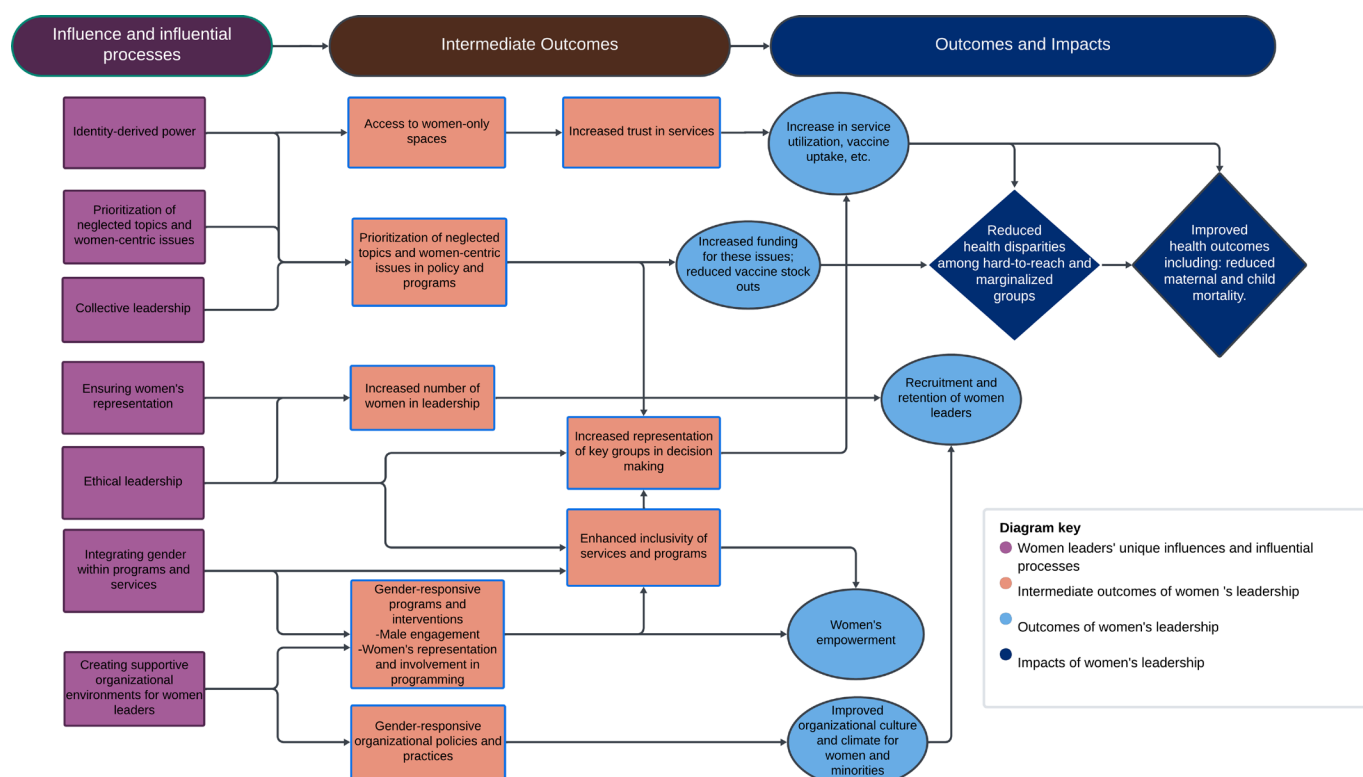 Influence and influential
processes
Intermediate Outcomes
Outcomes and Impacts
Identity-derived power
Access to women-only
spaces
Increased trust in services
Increase in service
utilization, vaccine
uptake, etc.
Prioritization of
neglected topics and
women-centric issues
Prioritization of neglected
topics and women-centric
issues in policy and
programs
Increased funding
for these issues;
reduced vaccine stock
outs
Reduced
health disparities
among hard-to-reach and
marginalized
groups
Improved
health outcomes
including: reduced
maternal and child
mortality.
Collective leadership
Ensuring women's
representation
Increased number of
women in leadership
Recruitment and
retention of women
leaders
Ethical leadership
Increased representation
of key groups in decision
making
Integrating gender
within programs and
services
Enhanced inclusivity of
services and programs
Gender-responsive
programs and
interventions
-Male engagement
-Women's representation
and involvement in
programming
Women's
empowerment
Creating supportive
organizational
environments for women
leaders
Gender-responsive
organizational policies and
practices
Improved
organizational culture
and climate for
women and
minorities
Diagram key
Women leaders' unique influences and influential
processes
Intermediate outcomes of women 's leadership
Outcomes of women's leadership
Impacts of women's leadership